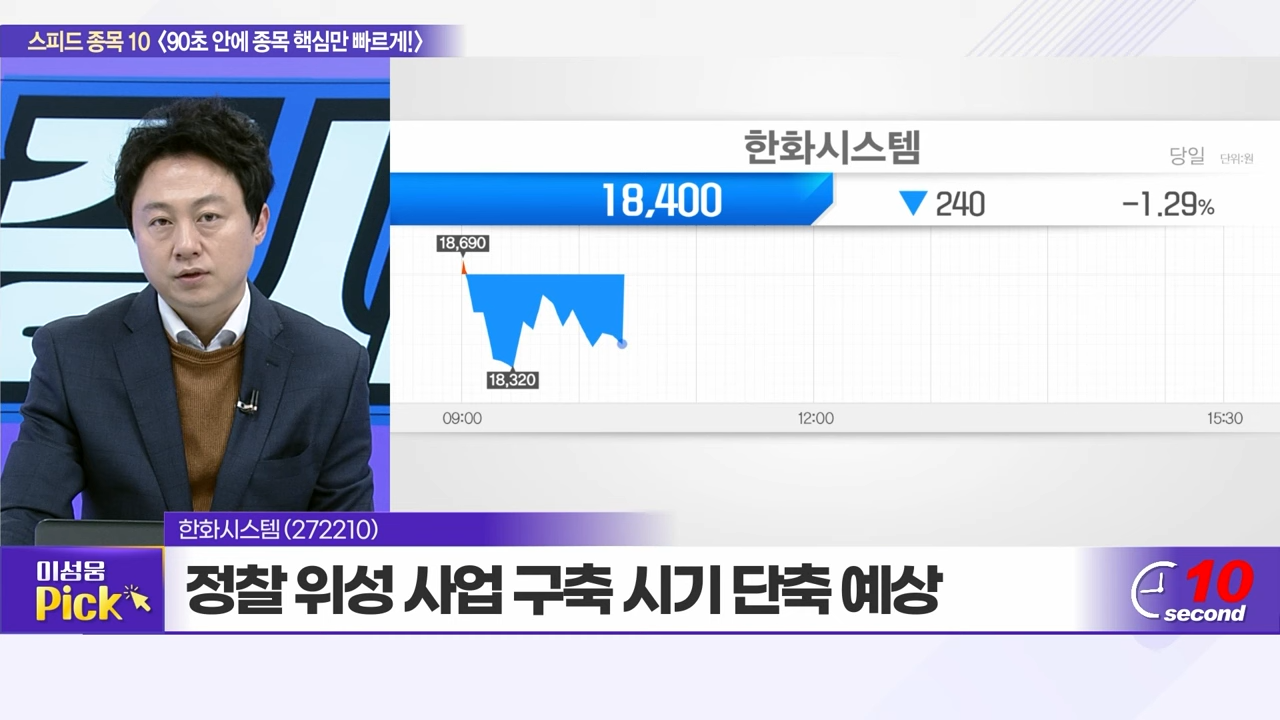 스피드 종목 10 〈90초 안에 종목 핵심만 빠르게!〉
한화시스템
당일 단위:원
18,400 ▼ 240 -1.29%
18,690
18,320
09:00 12:00 15:30
한화시스템(272210)
이성웅
Pick
정찰 위성 사업 구축 시기 단축 예상
10
second